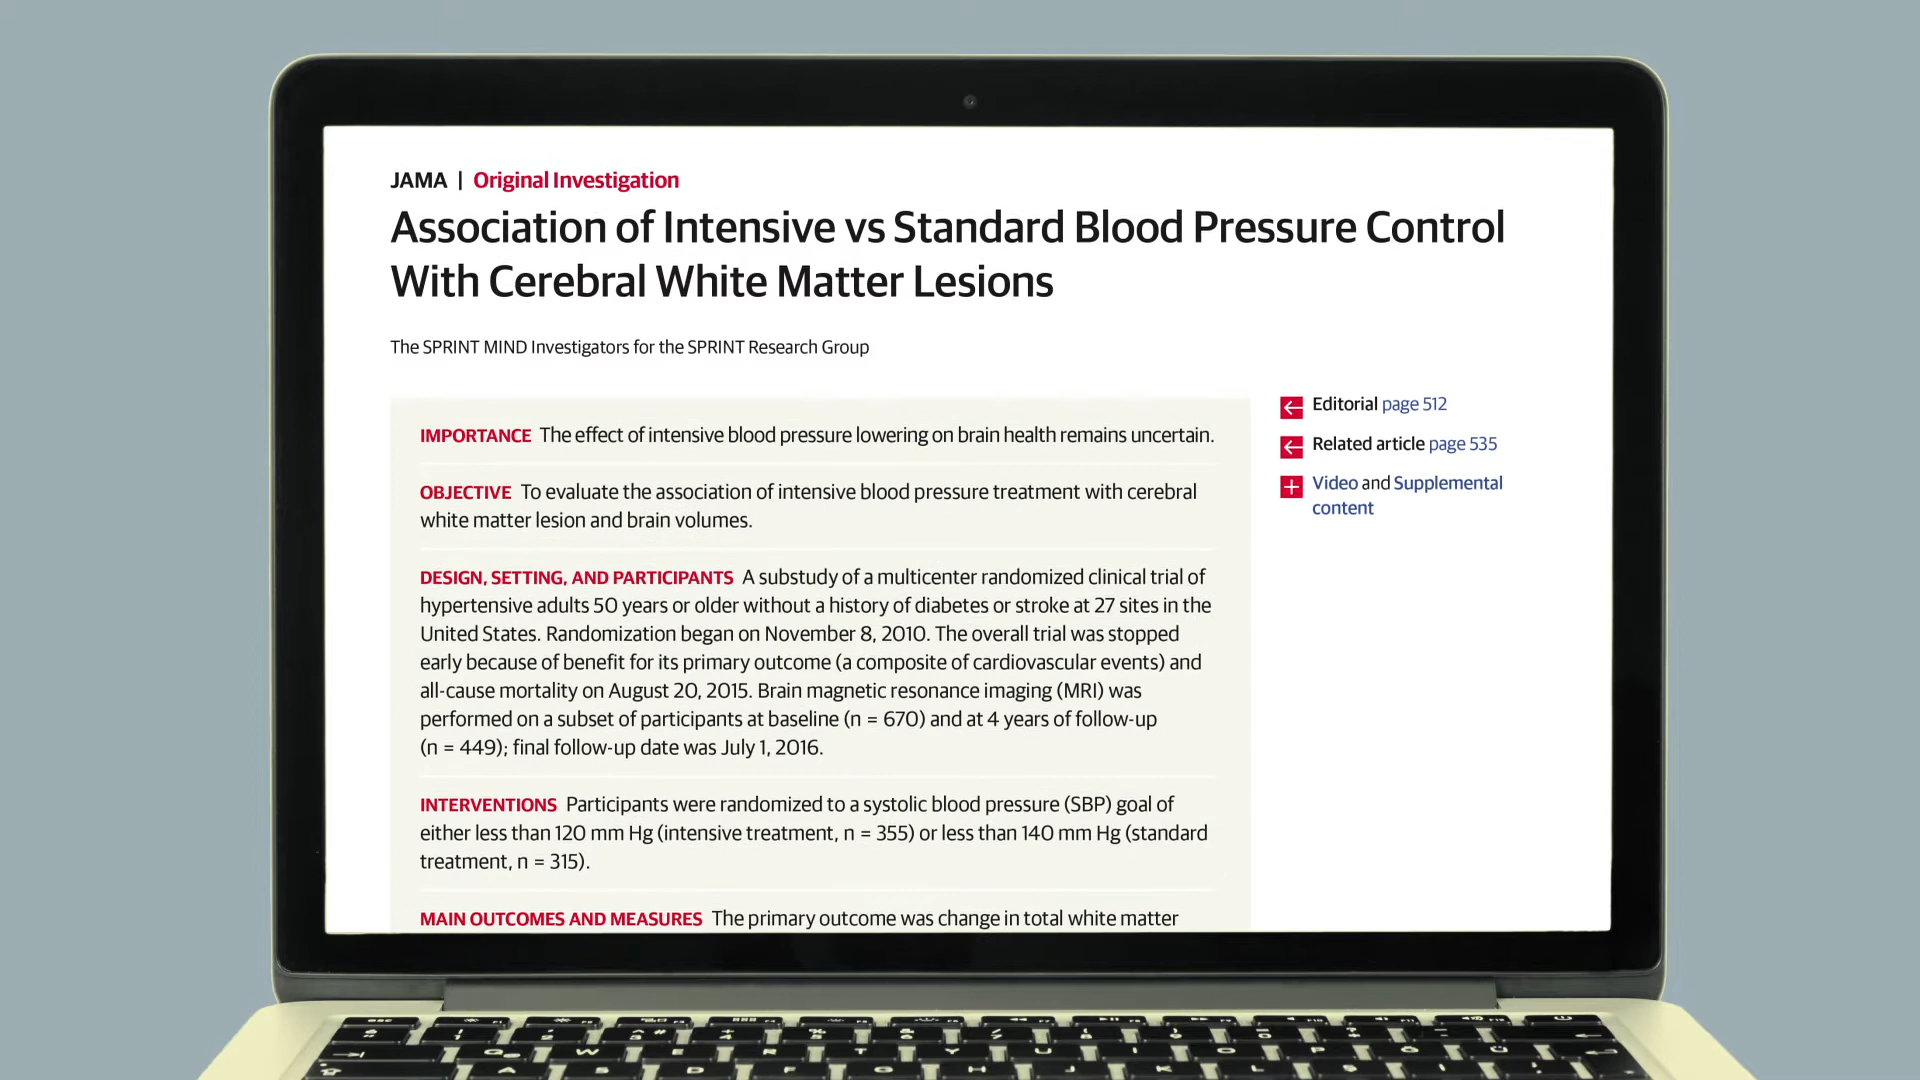 JAMA | Original Investigation
Association of Intensive vs Standard Blood Pressure Control
With Cerebral White Matter Lesions
The SPRINT MIND Investigators for the SPRINT Research Group
IMPORTANCE The effect of intensive blood pressure lowering on brain health remains uncertain.
OBJECTIVE To evaluate the association of intensive blood pressure treatment with cerebral
white matter lesion and brain volumes.
DESIGN, SETTING, AND PARTICIPANTS A substudy of a multicenter randomized clinical trial of
hypertensive adults 50 years or older without a history of diabetes or stroke at 27 sites in the
United States. Randomization began on November 8, 2010. The overall trial was stopped
early because of benefit for its primary outcome (a composite of cardiovascular events) and
all-cause mortality on August 20, 2015. Brain magnetic resonance imaging (MRI) was
performed on a subset of participants at baseline (n = 670) and at 4 years of follow-up
(n = 449); final follow-up date was July 1, 2016.
INTERVENTIONS Participants were randomized to a systolic blood pressure (SBP) goal of
either less than 120 mm Hg (intensive treatment, n = 355) or less than 140 mm Hg (standard
treatment, n = 315).
MAIN OUTCOMES AND MEASURES The primary outcome was change in total white matter
Editorial page 512
Related article page 535
Video and Supplemental
content
Q W E R T Y U I O P
A S D F G H J K L